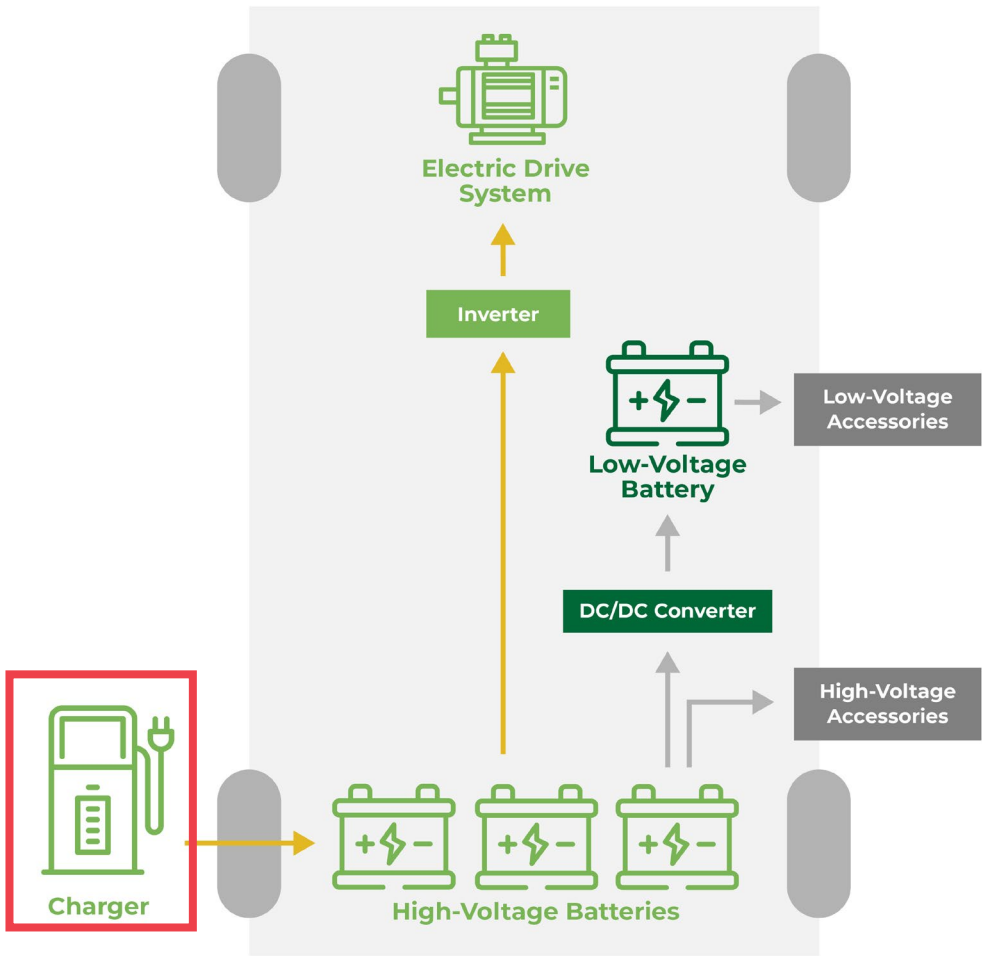 Electric Drive
System
Inverter
Low-Voltage
Accessories
Low-Voltage
Battery
DC/DC Converter
High-Voltage
Accessories
Charger
High-Voltage Batteries